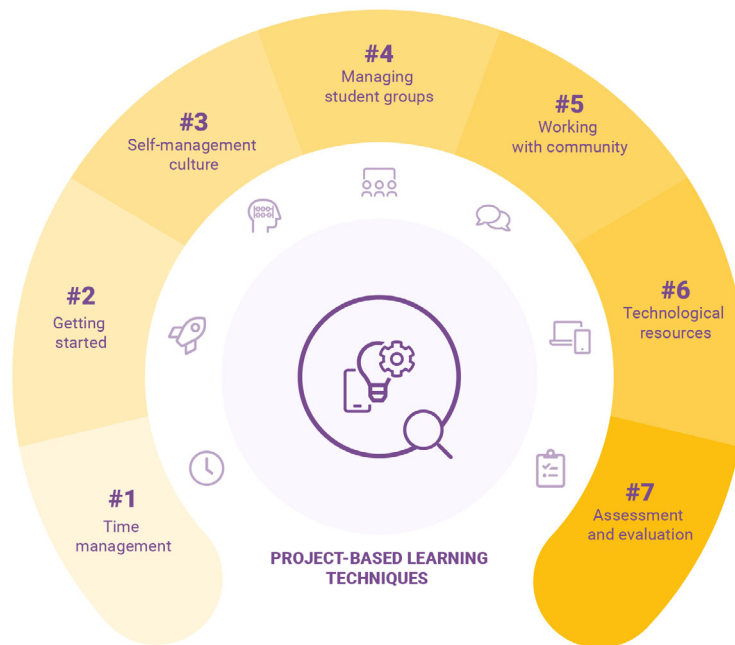 #1
Time
management
#2
Getting
started
#3
Self-management
culture
#4
Managing
student groups
#5
Working
with community
#6
Technological
resources
#7
Assessment
and evaluation
PROJECT-BASED LEARNING
TECHNIQUES